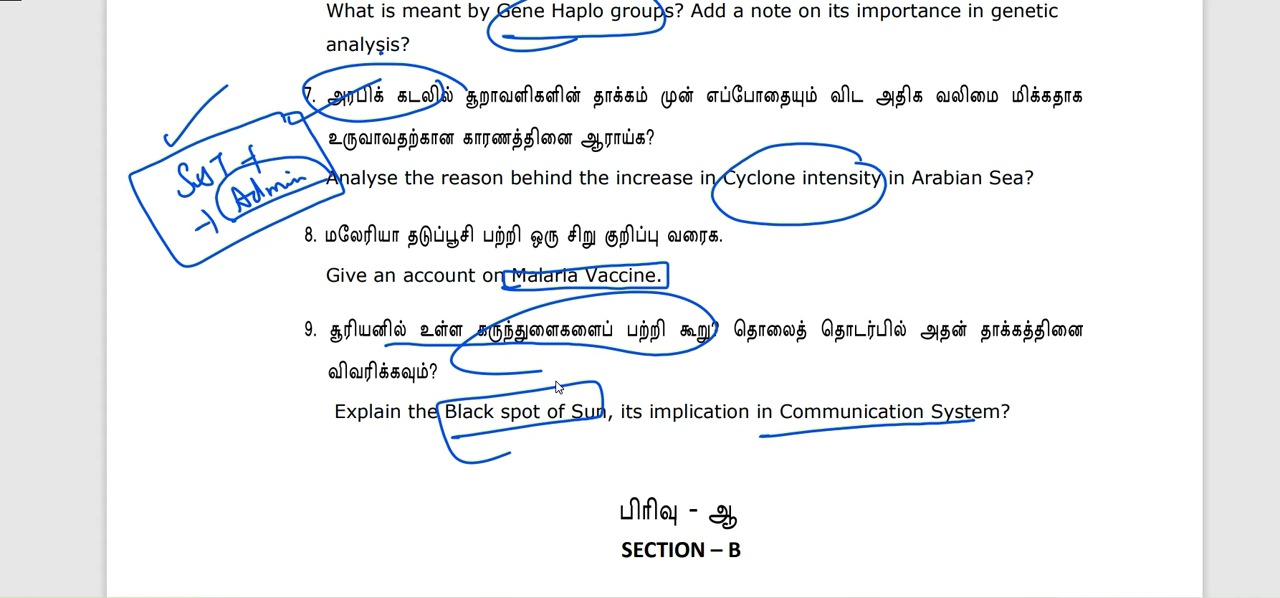 What is meant by Gene Haplo groups? Add a note on its importance in genetic
analysis?
7. அரபிக் கடலில் சூறாவளிகளின் தாக்கம் முன் எப்போதையும் விட அதிக வலிமை மிக்கதாக
உருவாவதற்கான காரணத்தினை ஆராய்க?
Analyse the reason behind the increase in Cyclone intensity in Arabian Sea?
Admin
8. மலேரியா தடுப்பூசி பற்றி ஒரு சிறு குறிப்பு வரைக.
Give an account on Malaria Vaccine.
9. சூரியனில் உள்ள கருந்துளைகளைப் பற்றி கூறு? தொலைத் தொடர்பில் அதன் தாக்கத்தினை
விவரிக்கவும்?
Explain the Black spot of Sun, its implication in Communication System?
பிரிவு - ஆ
SECTION – B